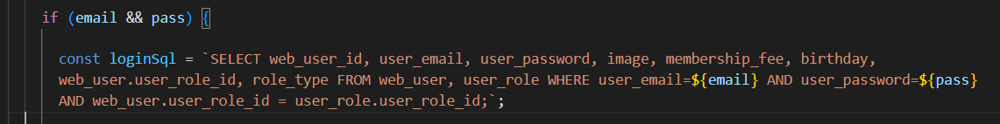 if (email && pass) {
const loginSql = `SELECT web_user_id, user_email, user_password, image, membership_fee, birthday,
web_user.user_role_id, role_type FROM web_user, user_role WHERE user_email=${email} AND user_password=${pass}
AND web_user.user_role_id = user_role.user_role_id;`;